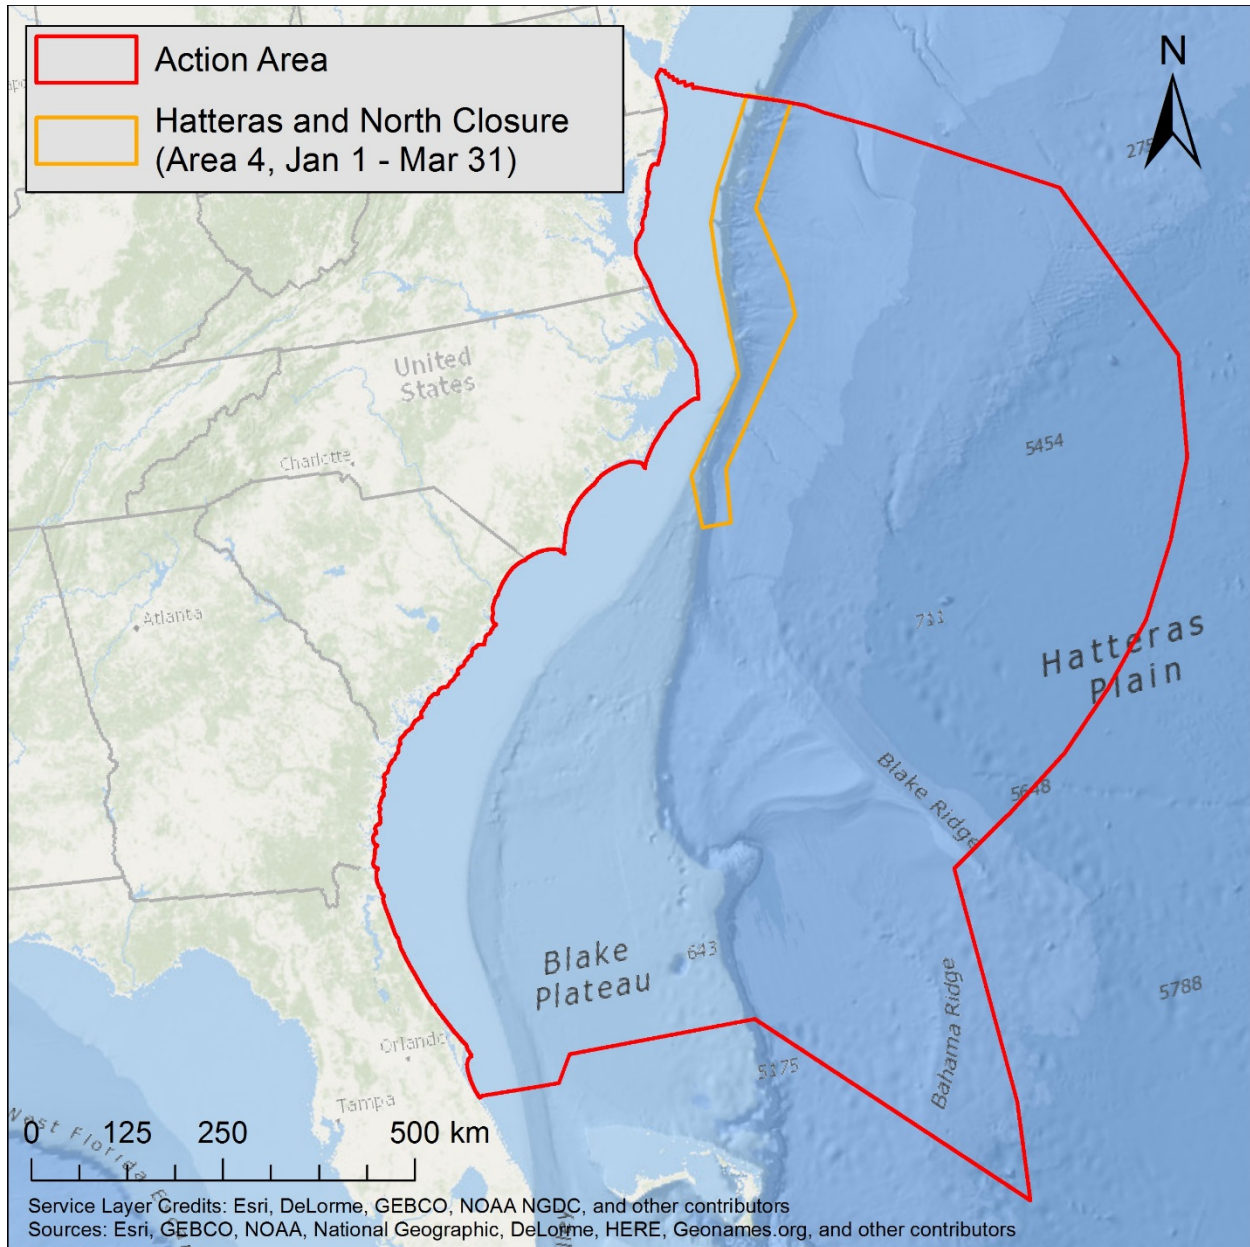 Action Area
Hatteras and North Closure
(Area 4, Jan 1 - Mar 31)
N
United
States
5454
Charlotte
Atlanta
711
Hatteras
Plain
Blake Ridge
5648
Blake
Plateau
643
5788
Orlando
5175
Bahama Ridge
Tampa
West Florida
0 125 250 500 km
Service Layer Credits: Esri, DeLorme, GEBCO, NOAA NGDC, and other contributors
Sources: Esri, GEBCO, NOAA, National Geographic, DeLorme, HERE, Geonames.org, and other contributors